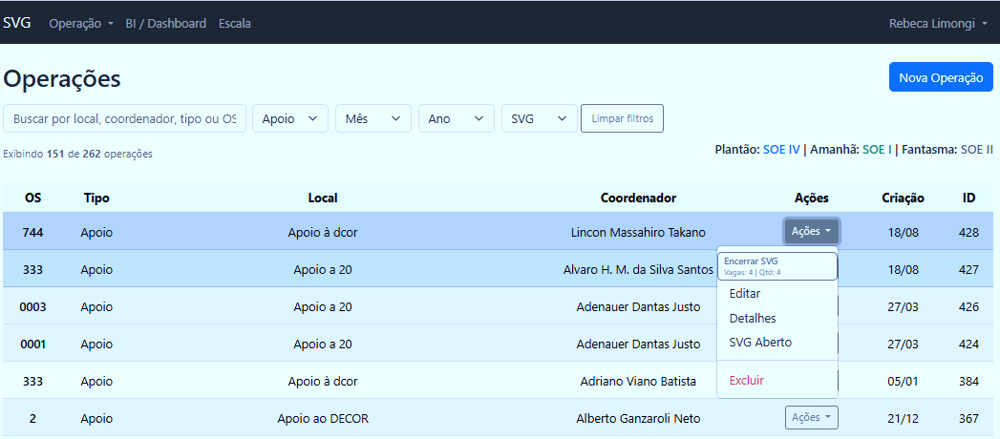 SVG Operação BI / Dashboard Escala Rebeca Limongi
Operações Nova Operação
Buscar por local, coordenador, tipo ou OS Apoio Mês Ano SVG Limpar filtros
Exibindo 151 de 262 operações Plantão: SOE IV | Amanhã: SOE I | Fantasma: SOE II
OS Tipo Local Coordenador Ações Criação ID
744 Apoio Apoio à dcor Lincon Massahiro Takano Ações 18/08 428
Encerrar SVG
Vagas: 4 | Qtd: 4
333 Apoio Apoio a 20 Alvaro H. M. da Silva Santos 18/08 427
Editar
0003 Apoio Apoio a 20 Adenauer Dantas Justo 27/03 426
Detalhes
SVG Aberto
0001 Apoio Apoio a 20 Adenauer Dantas Justo 27/03 424
Excluir
333 Apoio Apoio à dcor Adriano Viano Batista 05/01 384
2 Apoio Apoio ao DECOR Alberto Ganzaroli Neto Ações 21/12 367